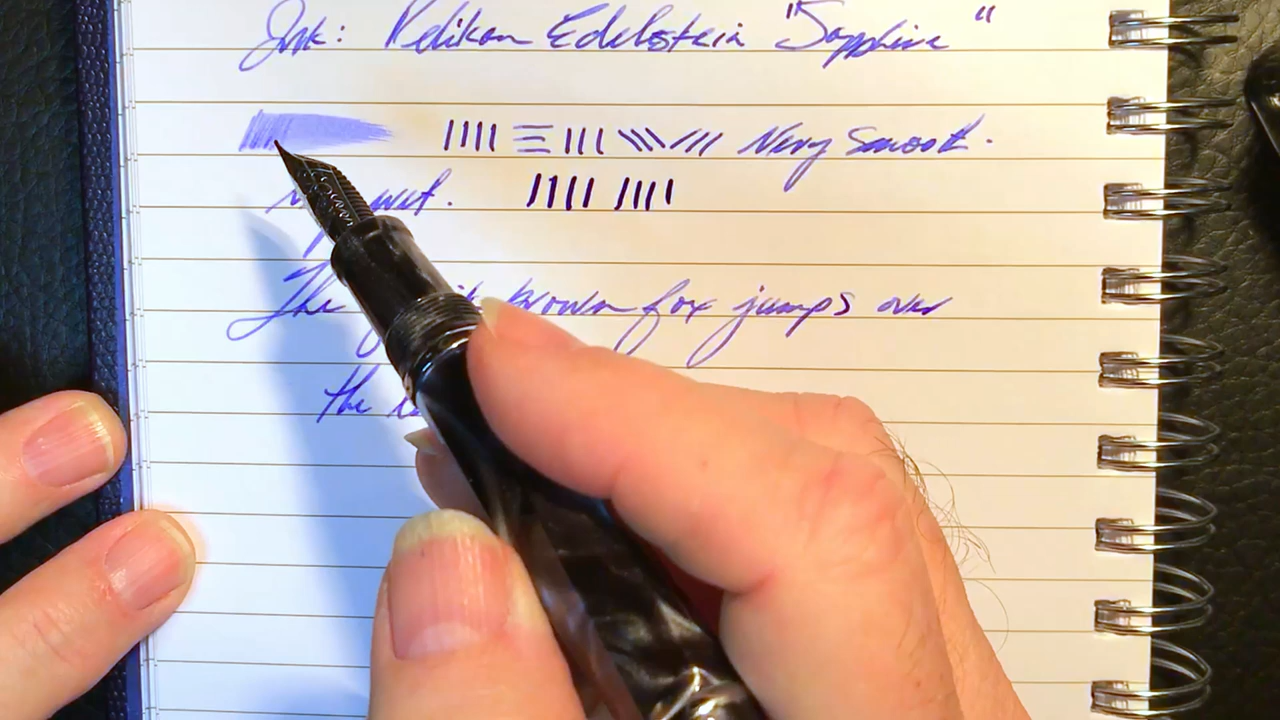 Ink: Pelikan Edelstein "Sapphire"
Very Smooth.
wet.
The brown fox jumps over
the